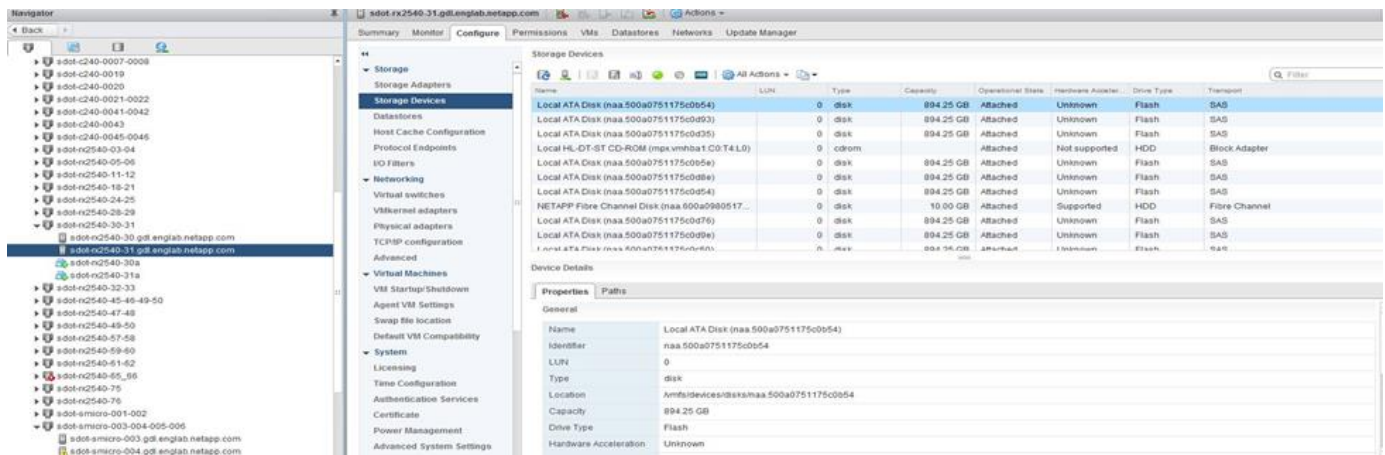 Navigator
sdot-rx2540-31.gdl.englab.netapp.com
Actions
Back
Summary Monitor Configure Permissions VMs Datastores Networks Update Manager
sdot-c240-0007-0008
sdot-c240-0019
sdot-c240-0020
sdot-c240-0021-0022
sdot-c240-0041-0042
sdot-c240-0043
sdot-c240-0045-0046
sdot-rx2540-03-04
sdot-rx2540-05-06
sdot-rx2540-11-12
sdot-rx2540-18-21
sdot-rx2540-24-25
sdot-rx2540-28-29
sdot-rx2540-30-31
sdot-rx2540-30.gdl.englab.netapp.com
sdot-rx2540-31.gdl.englab.netapp.com
sdot-rx2540-30a
sdot-rx2540-31a
sdot-rx2540-32-33
sdot-rx2540-45-46-49-50
sdot-rx2540-47-48
sdot-rx2540-49-50
sdot-rx2540-57-58
sdot-rx2540-59-60
sdot-rx2540-61-62
sdot-rx2540-65_66
sdot-rx2540-75
sdot-rx2540-76
sdot-smicro-001-002
sdot-smicro-003-004-005-006
sdot-smicro-003.gdl.englab.netapp.com
sdot-smicro-004.gdl.englab.netapp.com
Storage
Storage Adapters
Storage Devices
Datastores
Host Cache Configuration
Protocol Endpoints
I/O Filters
Networking
Virtual switches
VMkernel adapters
Physical adapters
TCP/IP configuration
Advanced
Virtual Machines
VM Startup/Shutdown
Agent VM Settings
Swap file location
Default VM Compatibility
System
Licensing
Time Configuration
Authentication Services
Certificate
Power Management
Advanced System Settings
Storage Devices
All Actions
Filter
Name LUN Type Capacity Operational State Hardware Acceler... Drive Type Transport
Local ATA Disk (naa.500a0751175c0b54) 0 disk 894.25 GB Attached Unknown Flash SAS
Local ATA Disk (naa.500a0751175c0d93) 0 disk 894.25 GB Attached Unknown Flash SAS
Local ATA Disk (naa.500a0751175c0d35) 0 disk 894.25 GB Attached Unknown Flash SAS
Local HL-DT-ST CD-ROM (mpx.vmhba1:C0:T4:L0) 0 cdrom Attached Not supported HDD Block Adapter
Local ATA Disk (naa.500a0751175c0b5e) 0 disk 894.25 GB Attached Unknown Flash SAS
Local ATA Disk (naa.500a0751175c0d8e) 0 disk 894.25 GB Attached Unknown Flash SAS
Local ATA Disk (naa.500a0751175c0d54) 0 disk 894.25 GB Attached Unknown Flash SAS
NETAPP Fibre Channel Disk (naa.600a0980517... 0 disk 10.00 GB Attached Supported HDD Fibre Channel
Local ATA Disk (naa.500a0751175c0d76) 0 disk 894.25 GB Attached Unknown Flash SAS
Local ATA Disk (naa.500a0751175c0d9e) 0 disk 894.25 GB Attached Unknown Flash SAS
Local ATA Disk 0 disk 894.25 GB Attached Unknown Flash SAS
Device Details
Properties Paths
General
Name Local ATA Disk (naa.500a0751175c0b54)
Identifier naa.500a0751175c0b54
LUN 0
Type disk
Location /vmfs/devices/disks/naa.500a0751175c0b54
Capacity 894.25 GB
Drive Type Flash
Hardware Acceleration Unknown